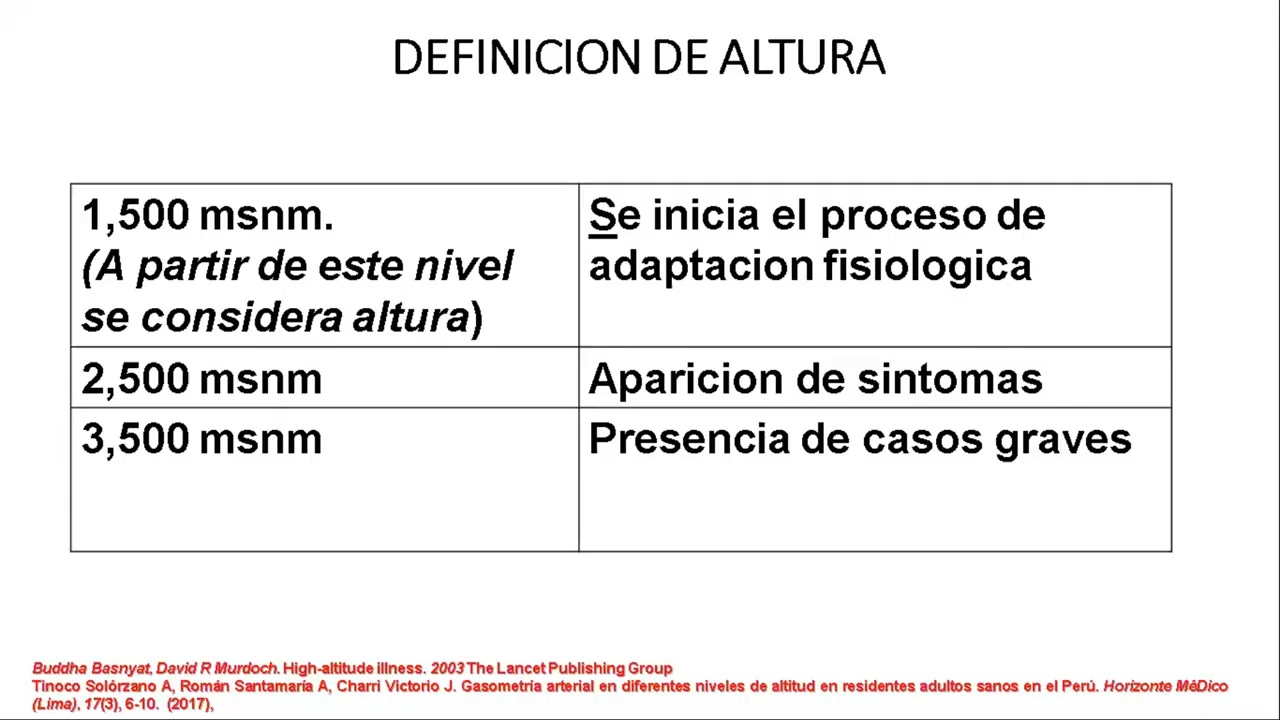 DEFINICION DE ALTURA
1,500 msnm.
(A partir de este nivel
se considera altura)
Se inicia el proceso de
adaptacion fisiologica
2,500 msnm
Aparicion de sintomas
3,500 msnm
Presencia de casos graves
Buddha Basnyat, David R Murdoch. High-altitude illness. 2003 The Lancet Publishing Group
Tinoco Solórzano A, Román Santamaría A, Charri Victorio J. Gasometría arterial en diferentes niveles de altitud en residentes adultos sanos en el Perú. Horizonte MéDico
(Lima), 17(3), 6-10. (2017),